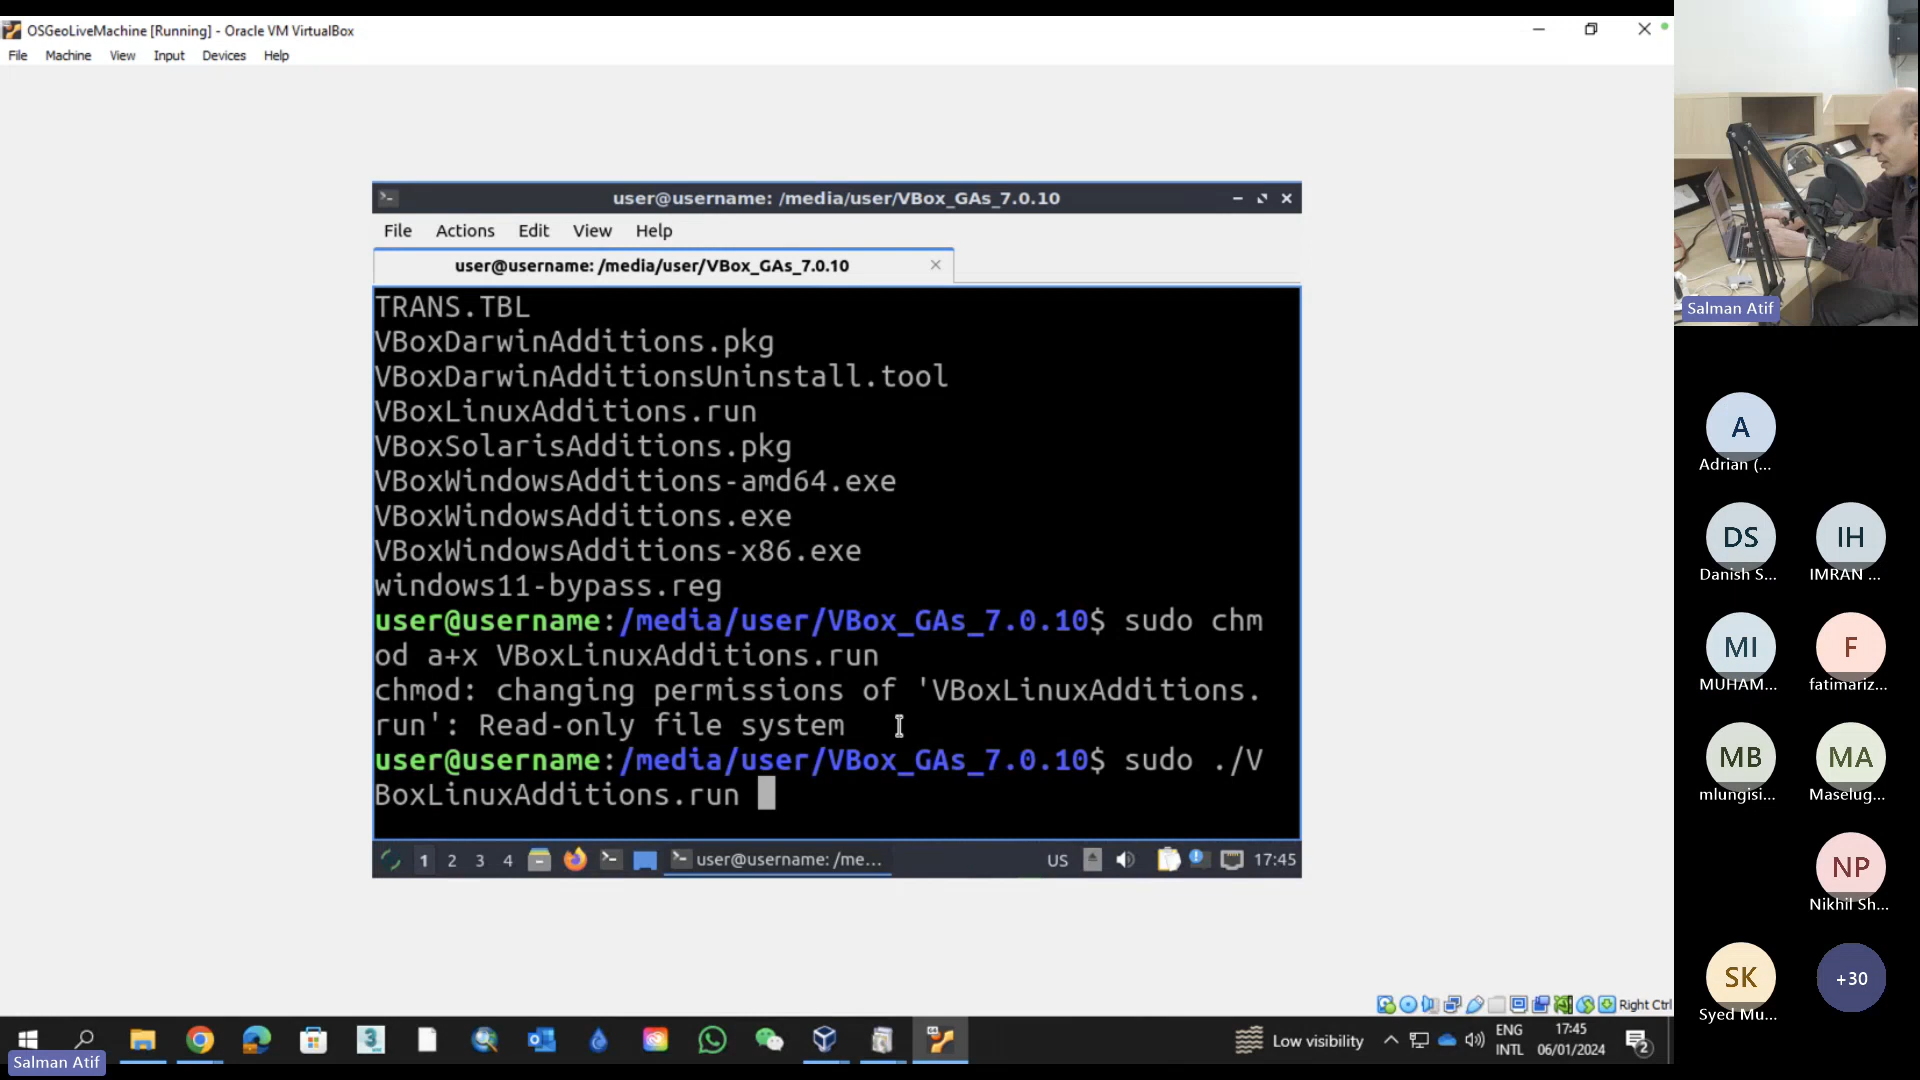 OSGeoLiveMachine [Running] - Oracle VM VirtualBox
File Machine View Input Devices Help
user@username: /media/user/VBox_GAs_7.0.10
File Actions Edit View Help
user@username: /media/user/VBox_GAs_7.0.10
TRANS.TBL
VBoxDarwinAdditions.pkg
VBoxDarwinAdditionsUninstall.tool
VBoxLinuxAdditions.run
VBoxSolarisAdditions.pkg
VBoxWindowsAdditions-amd64.exe
VBoxWindowsAdditions.exe
VBoxWindowsAdditions-x86.exe
windows11-bypass.reg
user@username:/media/user/VBox_GAs_7.0.10$ sudo chm
od a+x VBoxLinuxAdditions.run
chmod: changing permissions of 'VBoxLinuxAdditions.
run': Read-only file system
user@username:/media/user/VBox_GAs_7.0.10$ sudo ./V
BoxLinuxAdditions.run
1 2 3 4 user@username: /me... US 17:45
Right Ctrl
Low visibility
ENG
INTL
17:45
06/01/2024
2
Salman Atif
Salman Atif
A
Adrian (...
DS
Danish S...
IH
IMRAN ...
MI
MUHAM...
F
fatimariz...
MB
mlungisi...
MA
Maselug...
NP
Nikhil Sh...
SK
Syed Mu...
+30